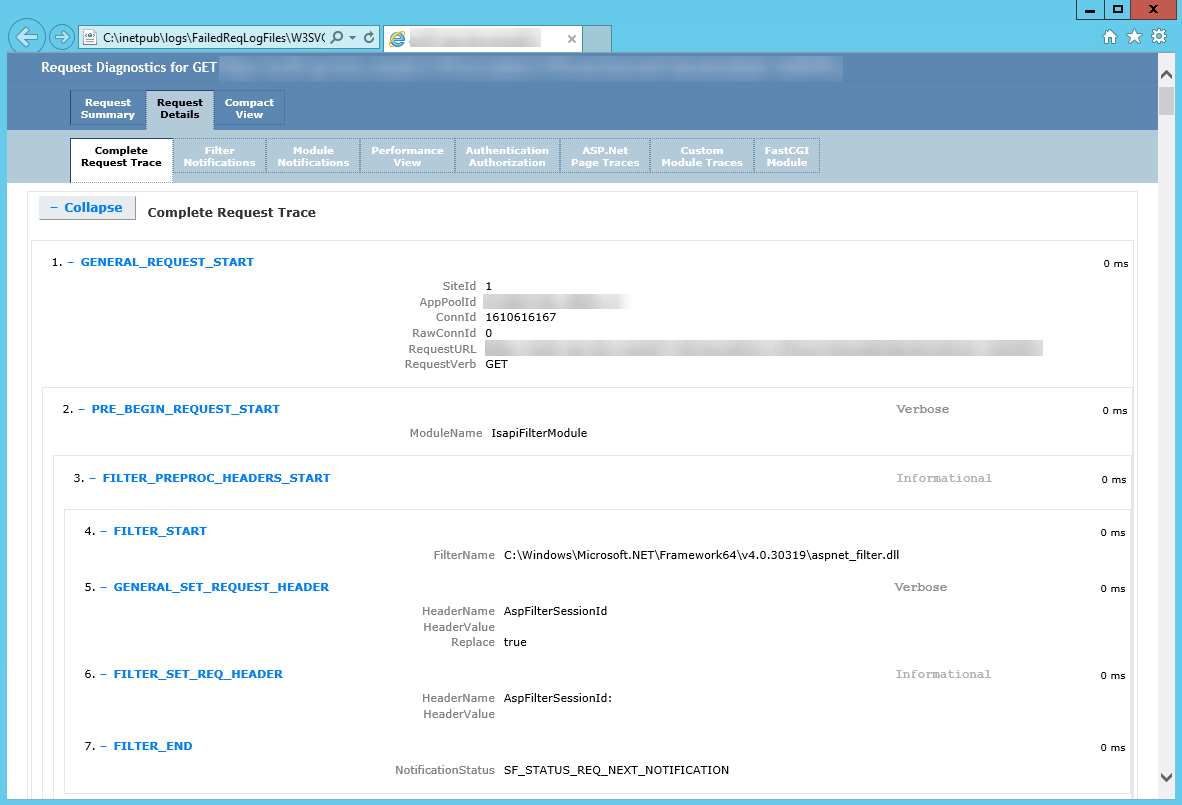 C:\inetpub\logs\FailedReqLogFiles\W3SVC
Request Diagnostics for GET
Request Summary
Request Details
Compact View
Complete Request Trace
Filter Notifications
Module Notifications
Performance View
Authentication Authorization
ASP.Net Page Traces
Custom Module Traces
FastCGI Module
– Collapse Complete Request Trace
1. – GENERAL_REQUEST_START 0 ms
SiteId 1
AppPoolId
ConnId 1610616167
RawConnId 0
RequestURL
RequestVerb GET
2. – PRE_BEGIN_REQUEST_START Verbose 0 ms
ModuleName IsapiFilterModule
3. – FILTER_PREPROC_HEADERS_START Informational 0 ms
4. – FILTER_START 0 ms
FilterName C:\Windows\Microsoft.NET\Framework64\v4.0.30319\aspnet_filter.dll
5. – GENERAL_SET_REQUEST_HEADER Verbose 0 ms
HeaderName AspFilterSessionId
HeaderValue
Replace true
6. – FILTER_SET_REQ_HEADER Informational 0 ms
HeaderName AspFilterSessionId:
HeaderValue
7. – FILTER_END 0 ms
NotificationStatus SF_STATUS_REQ_NEXT_NOTIFICATION